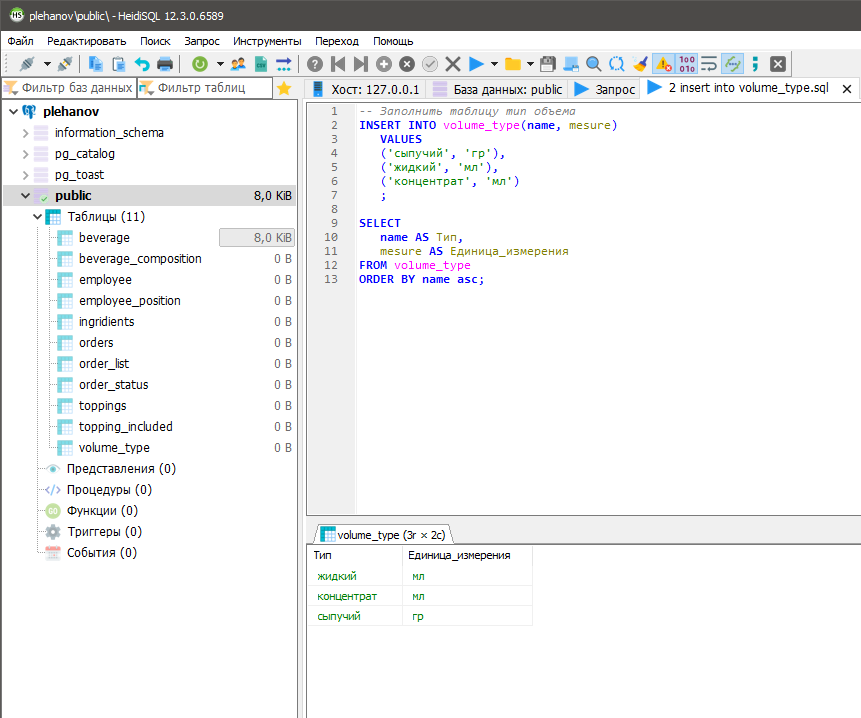 plehanov\public\ - HeidiSQL 12.3.0.6589
Файл Редактировать Поиск Запрос Инструменты Переход Помощь
Фильтр баз данных Фильтр таблиц
Хост: 127.0.0.1 База данных: public Запрос 2 insert into volume_type.sql
plehanov
information_schema
pg_catalog
pg_toast
public 8,0 KiB
Таблицы (11)
beverage 8,0 KiB
beverage_composition 0 B
employee 0 B
employee_position 0 B
ingridients 0 B
orders 0 B
order_list 0 B
order_status 0 B
toppings 0 B
topping_included 0 B
volume_type 0 B
Представления (0)
Процедуры (0)
Функции (0)
Триггеры (0)
События (0)
1 -- Заполнить таблицу тип объема
2 INSERT INTO volume_type(name, mesure)
3 VALUES
4 ('сыпучий', 'гр'),
5 ('жидкий', 'мл'),
6 ('концентрат', 'мл')
7 ;
8
9 SELECT
10 name AS Тип,
11 mesure AS Единица_измерения
12 FROM volume_type
13 ORDER BY name asc;
volume_type (3r × 2c)
Тип Единица_измерения
жидкий мл
концентрат мл
сыпучий гр